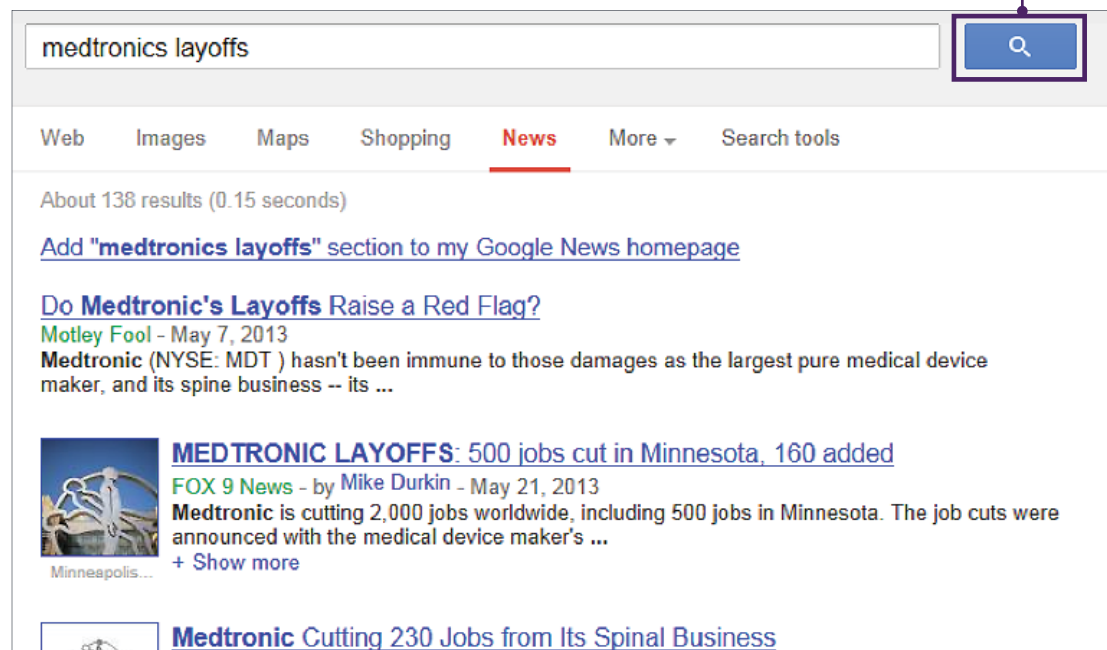 medtronics layoffs
Web Images Maps Shopping News More Search tools
About 138 results (0.15 seconds)
Add "medtronics layoffs" section to my Google News homepage
Do Medtronic's Layoffs Raise a Red Flag?
Motley Fool - May 7, 2013
Medtronic (NYSE: MDT ) hasn't been immune to those damages as the largest pure medical device
maker, and its spine business -- its ...
MEDTRONIC LAYOFFS: 500 jobs cut in Minnesota, 160 added
FOX 9 News - by Mike Durkin - May 21, 2013
Medtronic is cutting 2,000 jobs worldwide, including 500 jobs in Minnesota. The job cuts were
announced with the medical device maker's ...
+ Show more
Minneapolis...
Medtronic Cutting 230 Jobs from Its Spinal Business